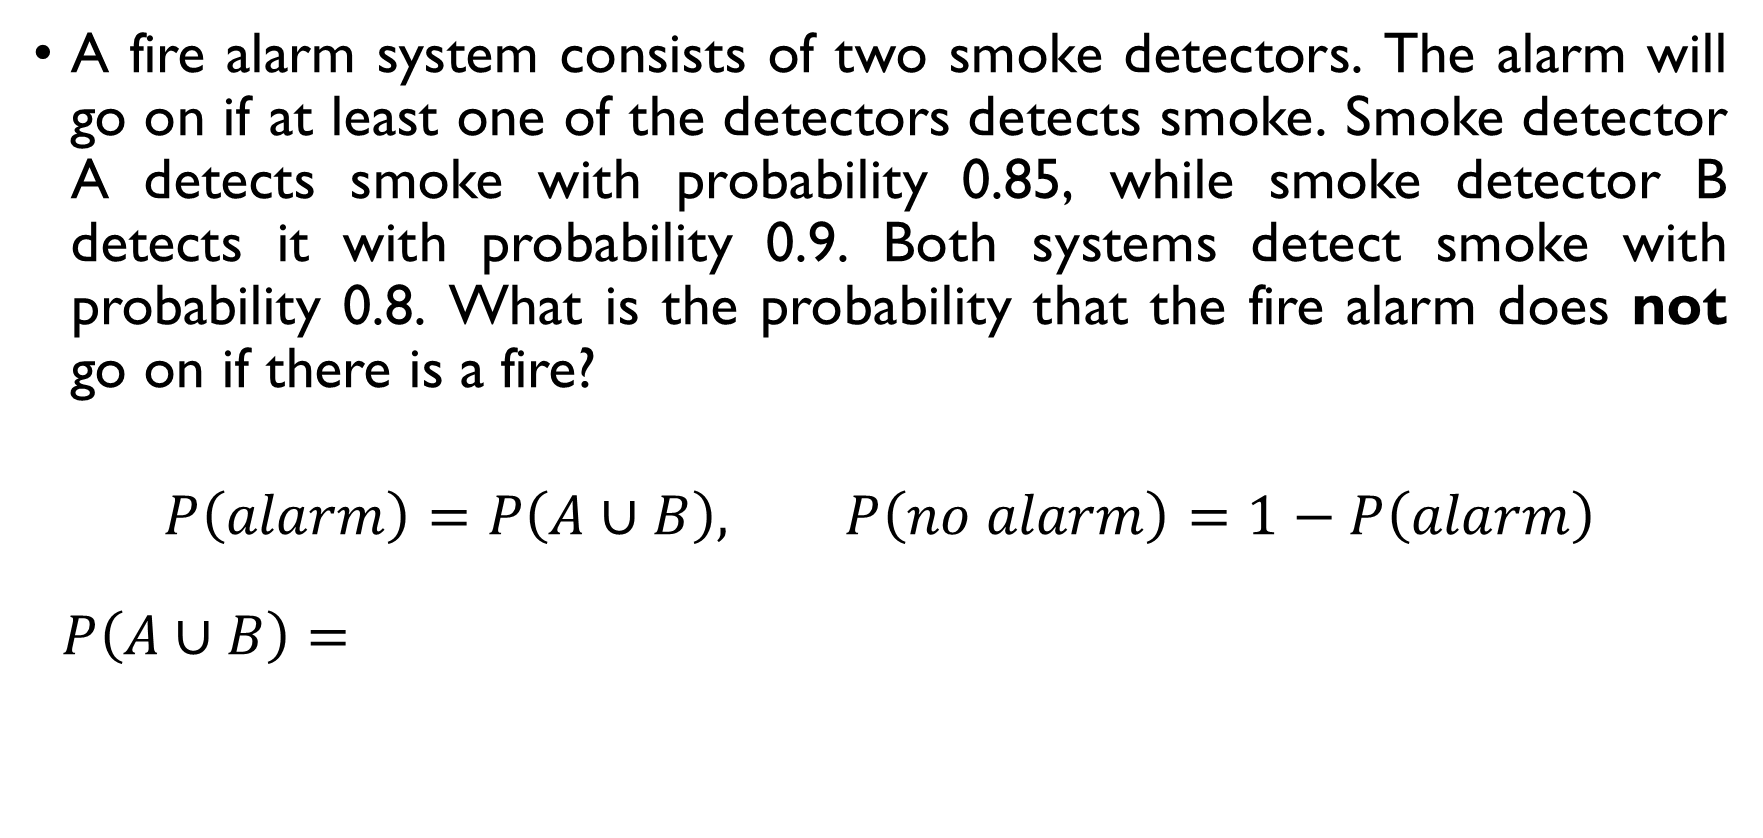 • A fire alarm system consists of two smoke detectors. The alarm will
go on if at least one of the detectors detects smoke. Smoke detector
A detects smoke with probability 0.85, while smoke detector B
detects it with probability 0.9. Both systems detect smoke with
probability 0.8. What is the probability that the fire alarm does not
go on if there is a fire?
P(alarm) = P(A ∪ B), P(no alarm) = 1 − P(alarm)
P(A ∪ B) =